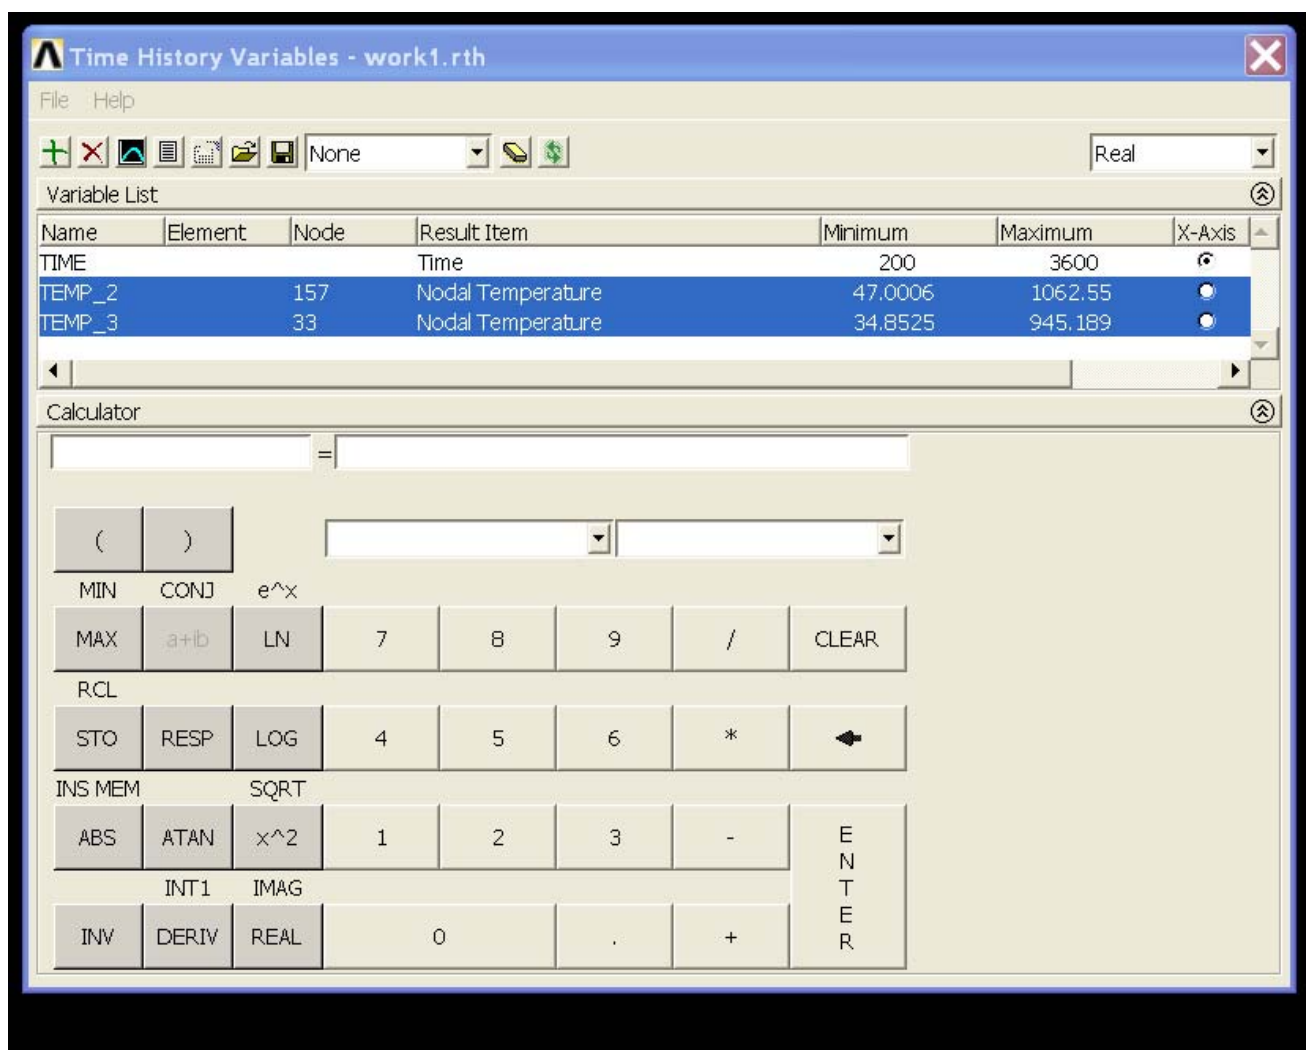 Time History Variables - work1.rth
File Help
None Real
Variable List
Name Element Node Result Item Minimum Maximum X-Axis
TIME Time 200 3600
TEMP_2 157 Nodal Temperature 47.0006 1062.55
TEMP_3 33 Nodal Temperature 34.8525 945.189
Calculator
=
( )
MIN CONJ e^x
MAX a+ib LN 7 8 9 / CLEAR
RCL
STO RESP LOG 4 5 6 *
INS MEM SQRT
ABS ATAN x^2 1 2 3 - ENTER
INT1 IMAG
INV DERIV REAL 0 . +